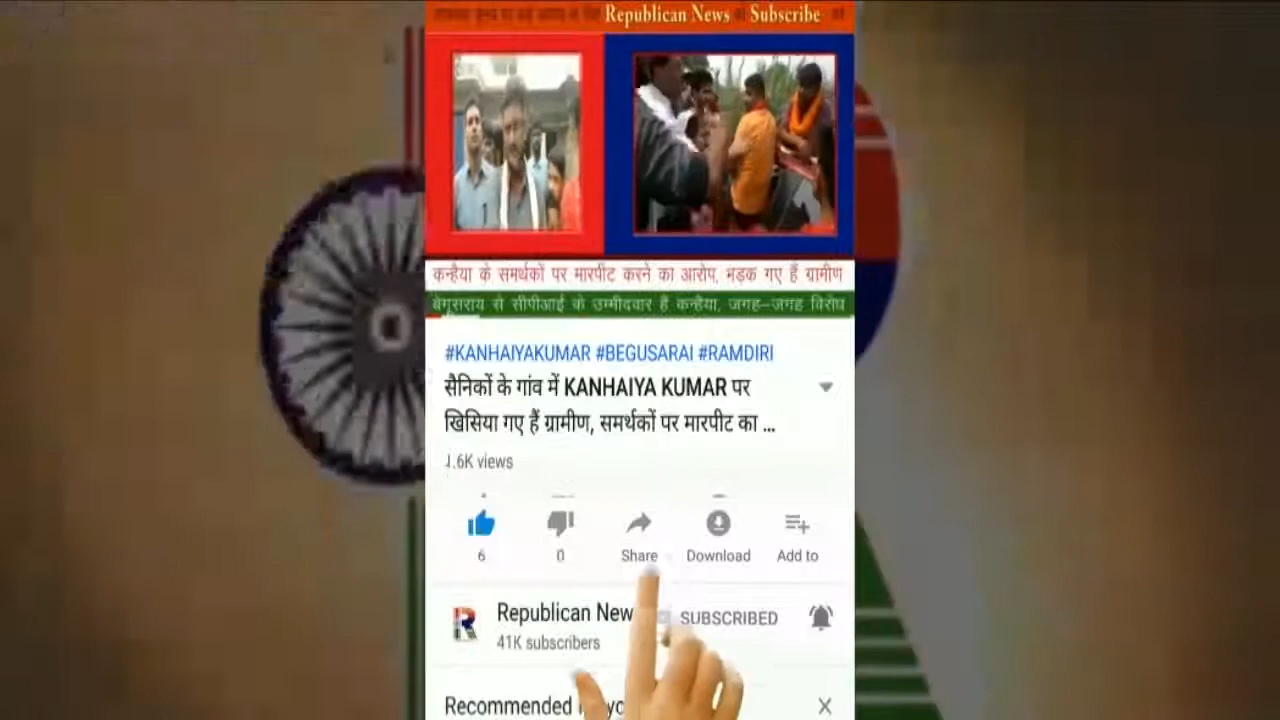 Republican News Subscribe
कन्हैया के समर्थकों पर मारपीट करने का आरोप, भड़क गए हैं ग्रामीण
बेगूसराय से सीपीआई के उम्मीदवार हैं कन्हैया, जगह–जगह विरोध
#KANHAIYAKUMAR #BEGUSARAI #RAMDIRI
सैनिकों के गांव में KANHAIYA KUMAR पर
खिसिया गए हैं ग्रामीण, समर्थकों पर मारपीट का ...
1.6K views
6 0 Share Download Add to
Republican New SUBSCRIBED
41K subscribers
Recommended